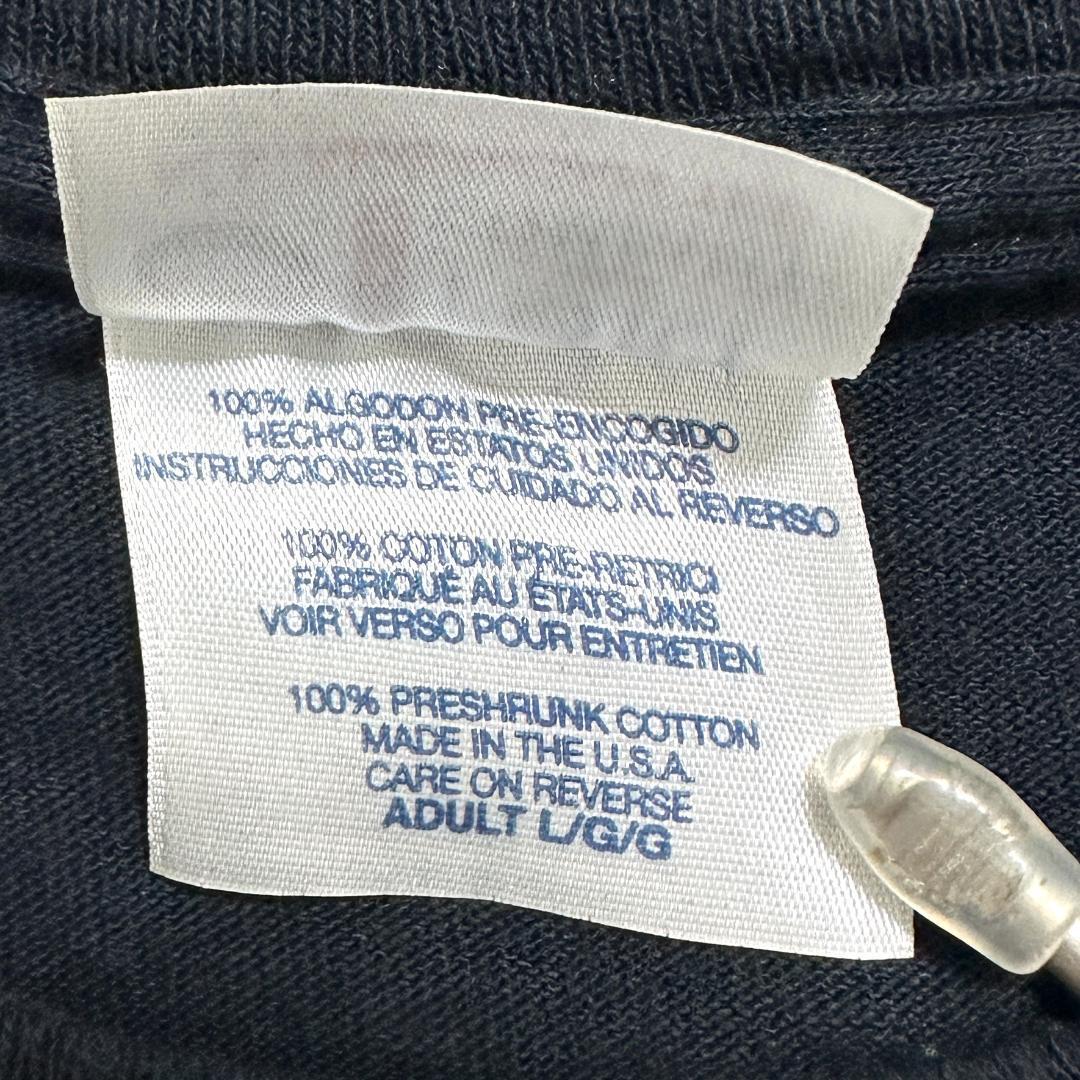 100% ALGODON PRE-ENCOGIDO
HECHO EN ESTATOS UNIDOS
INSTRUCCIONES DE CUIDADO AL REVERSO
100% COTON PRE-RETRICI
FABRIQUÉ AU ÉTATS-UNIS
VOIR VERSO POUR ENTRETIEN
100% PRESHRUNK COTTON
MADE IN THE U.S.A.
CARE ON REVERSE
ADULT L/G/G